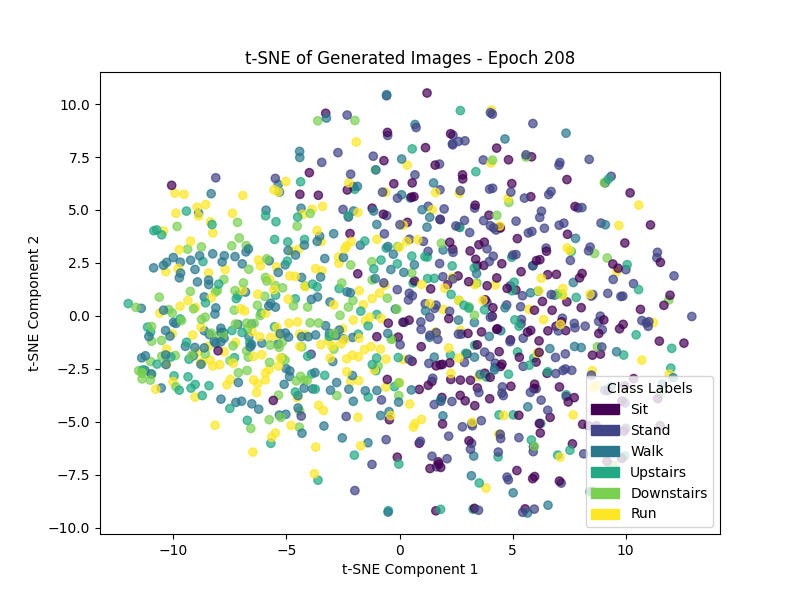 t-SNE of Generated Images - Epoch 208
t-SNE Component 2
10.0
7.5
5.0
2.5
0.0
−2.5
−5.0
−7.5
−10.0
Class Labels
Sit
Stand
Walk
Upstairs
Downstairs
Run
−10
−5
0
5
10
t-SNE Component 1